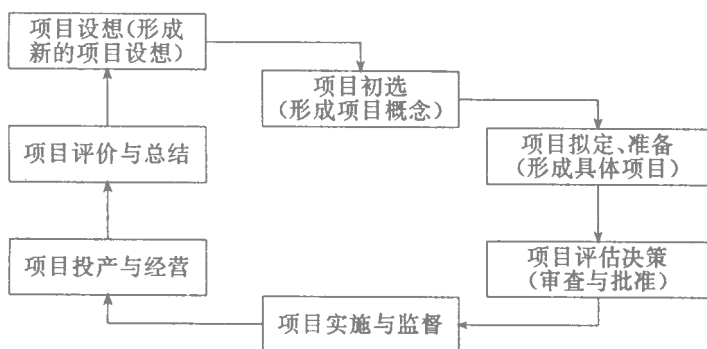 项目设想(形成
新的项目设想)
项目初选
(形成项目概念)
项目拟定、准备
(形成具体项目)
项目评估决策
(审查与批准)
项目实施与监督
项目投产与经营
项目评价与总结